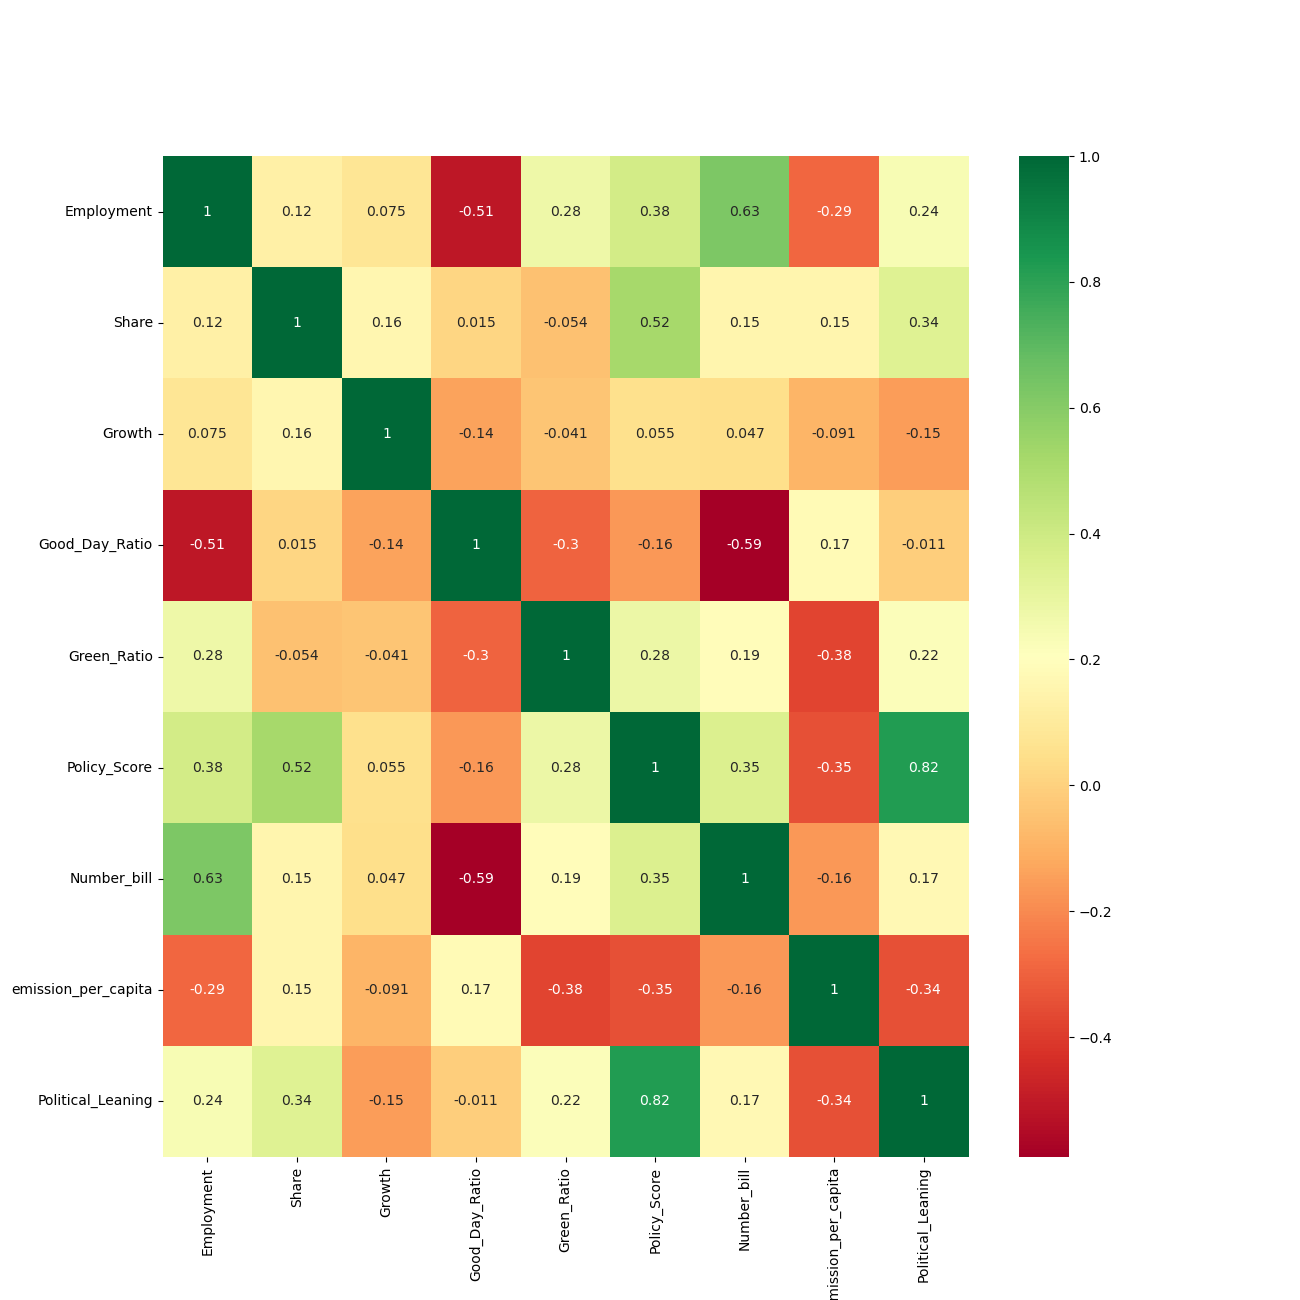 Employment 1 0.12 0.075 -0.51 0.28 0.38 0.63 -0.29 0.24
Share 0.12 1 0.16 0.015 -0.054 0.52 0.15 0.15 0.34
Growth 0.075 0.16 1 -0.14 -0.041 0.055 0.047 -0.091 -0.15
Good_Day_Ratio -0.51 0.015 -0.14 1 -0.3 -0.16 -0.59 0.17 -0.011
Green_Ratio 0.28 -0.054 -0.041 -0.3 1 0.28 0.19 -0.38 0.22
Policy_Score 0.38 0.52 0.055 -0.16 0.28 1 0.35 -0.35 0.82
Number_bill 0.63 0.15 0.047 -0.59 0.19 0.35 1 -0.16 0.17
emission_per_capita -0.29 0.15 -0.091 0.17 -0.38 -0.35 -0.16 1 -0.34
Political_Leaning 0.24 0.34 -0.15 -0.011 0.22 0.82 0.17 -0.34 1
Employment
Share
Growth
Good_Day_Ratio
Green_Ratio
Policy_Score
Number_bill
mission_per_capita
Political_Leaning
1.0
0.8
0.6
0.4
0.2
0.0
−0.2
−0.4